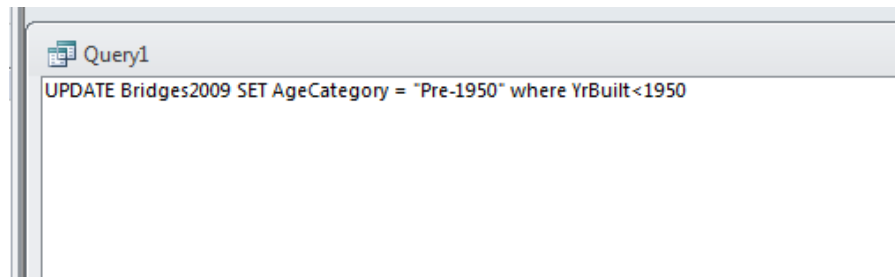 Query1
UPDATE Bridges2009 SET AgeCategory = "Pre-1950" where YrBuilt<1950